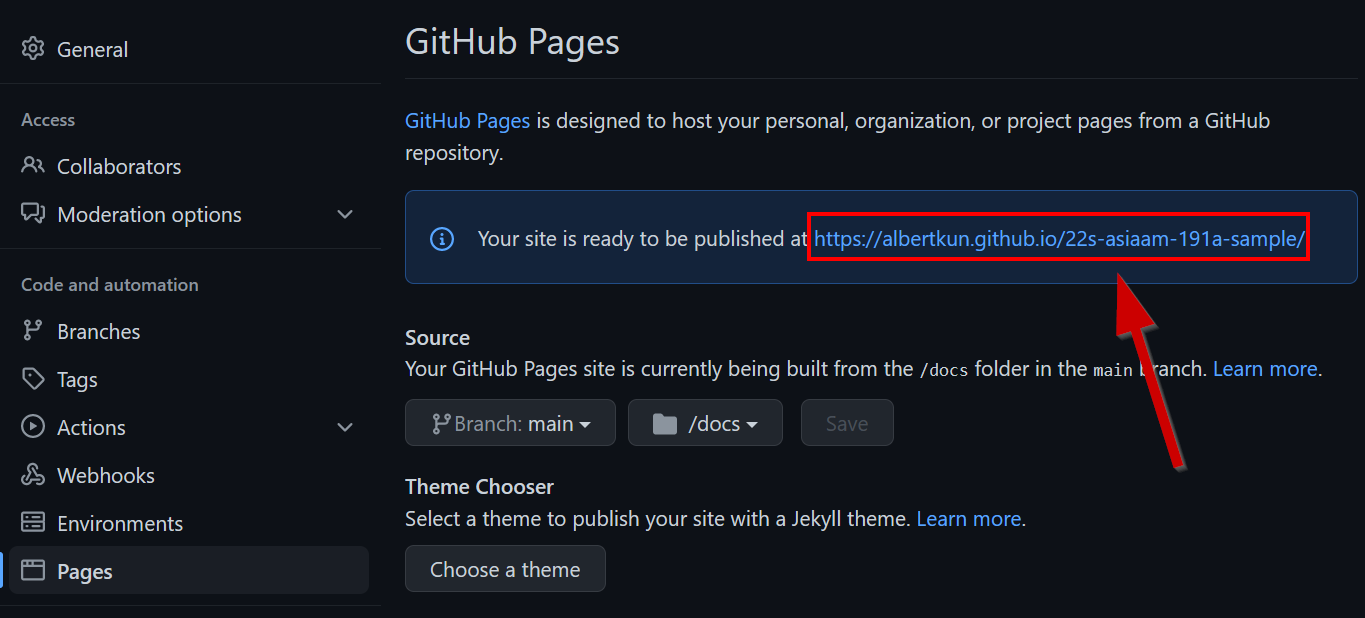 General
Access
Collaborators
Moderation options
Code and automation
Branches
Tags
Actions
Webhooks
Environments
Pages
GitHub Pages
GitHub Pages is designed to host your personal, organization, or project pages from a GitHub
repository.
Your site is ready to be published at https://albertkun.github.io/22s-asiaam-191a-sample/
Source
Your GitHub Pages site is currently being built from the /docs folder in the main branch. Learn more.
Branch: main /docs Save
Theme Chooser
Select a theme to publish your site with a Jekyll theme. Learn more.
Choose a theme